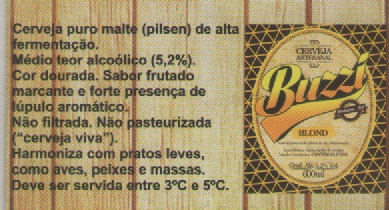 Cerveja puro malte (pilsen) de alta
fermentação.
Médio teor alcoólico (5,2%).
Cor dourada. Sabor frutado
marcante e forte presença de
lúpulo aromático.
Não filtrada. Não pasteurizada
("cerveja viva").
Harmoniza com pratos leves,
como aves, peixes e massas.
Deve ser servida entre 3ºC e 5ºC.
CERVEJA
ARTESANAL
Buzzi
BLOND
600ml